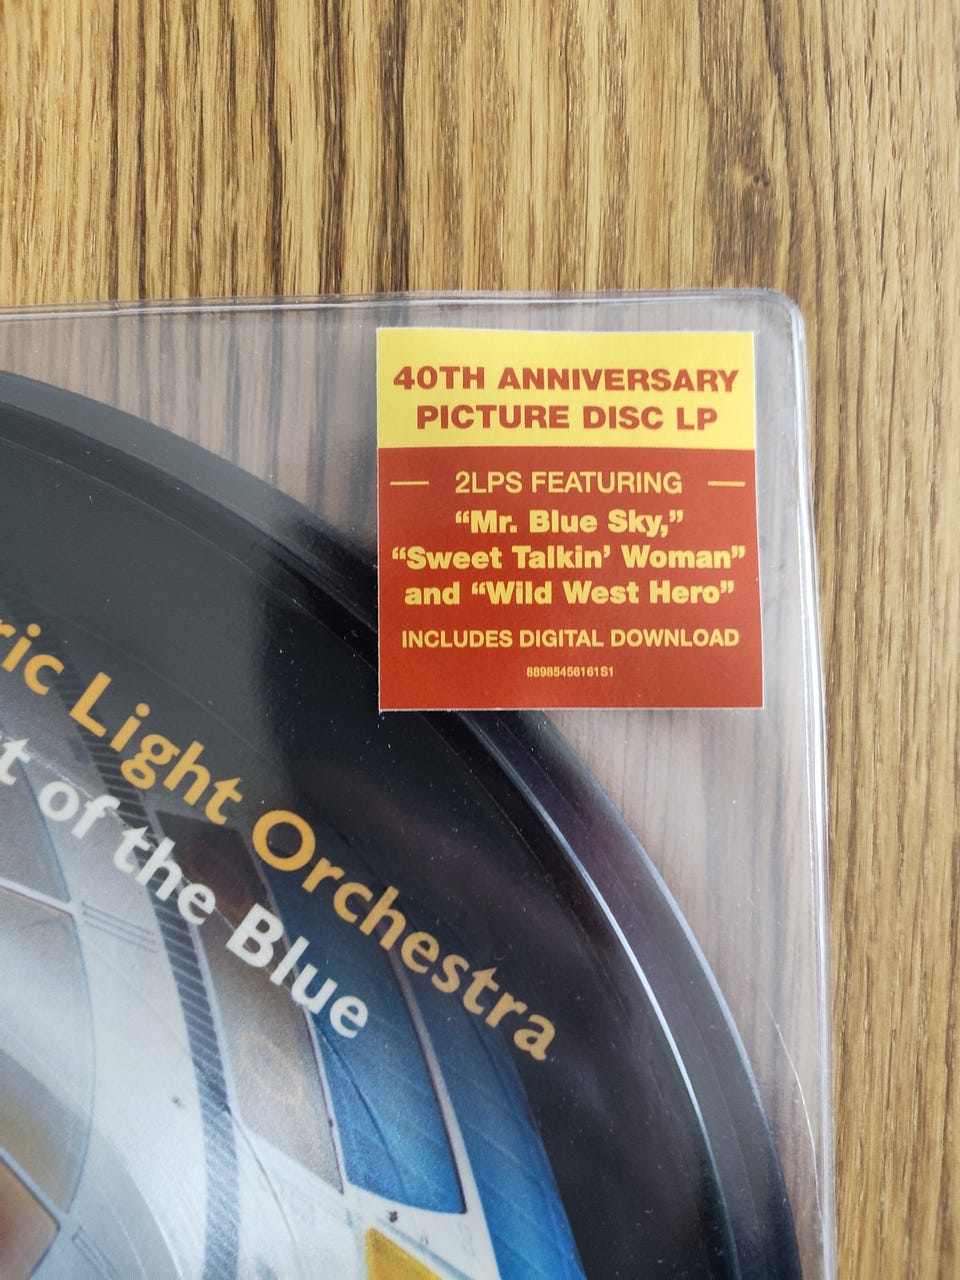 40TH ANNIVERSARY
PICTURE DISC LP
2LPS FEATURING
“Mr. Blue Sky,”
“Sweet Talkin’ Woman”
and “Wild West Hero”
INCLUDES DIGITAL DOWNLOAD
88985456161S1
ric Light Orchestra
t of the Blue